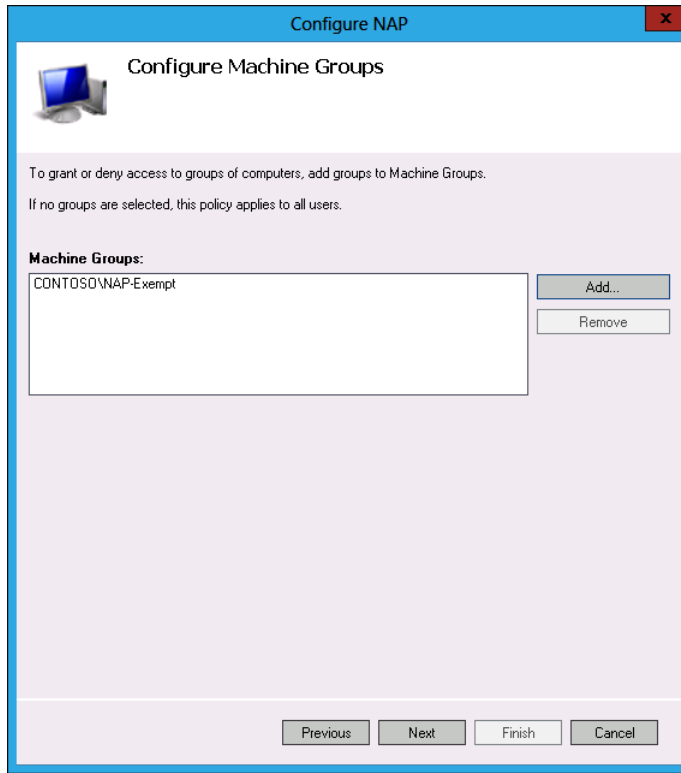 Configure NAP
x
Configure Machine Groups
To grant or deny access to groups of computers, add groups to Machine Groups.
If no groups are selected, this policy applies to all users.
Machine Groups:
CONTOSO\NAP-Exempt
Add...
Remove
Previous Next Finish Cancel